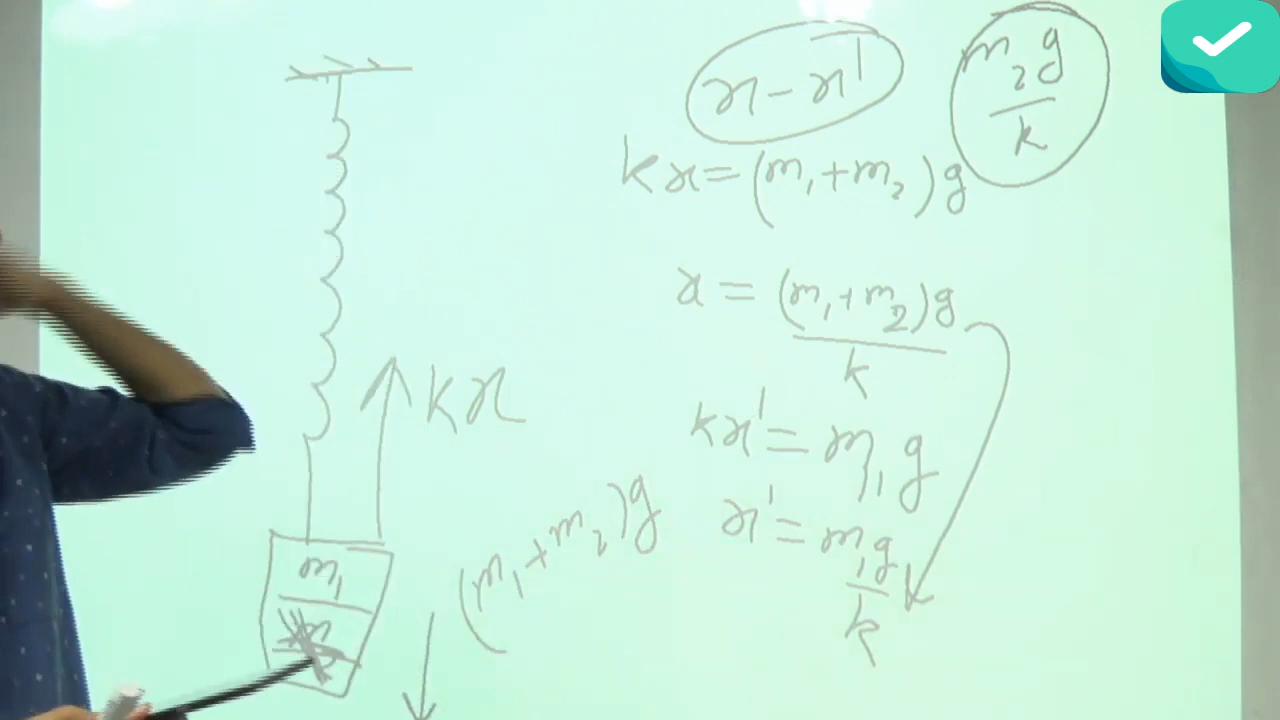 x - x'
m₂g / k
kx = (m₁ + m₂)g
x = (m₁ + m₂)g / k
kx
kx' = m₁g
(m₁ + m₂)g
x' = m₁g / k
m₁